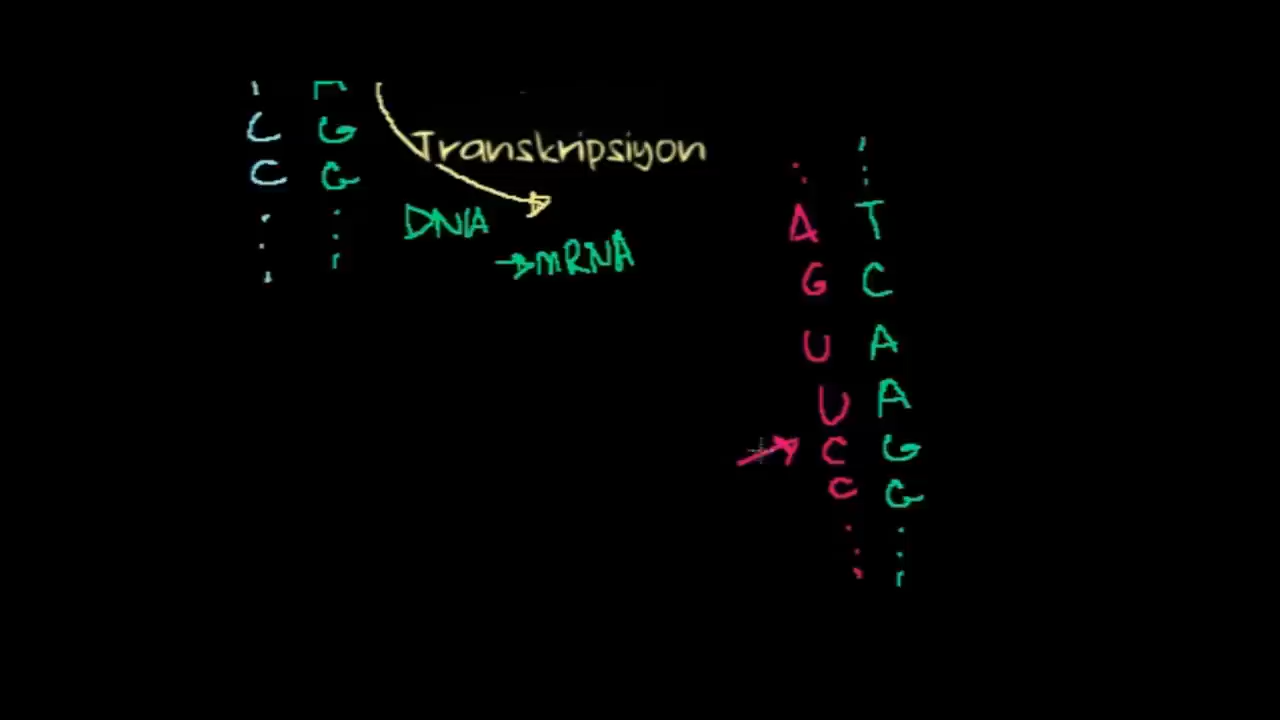 T A
C G
C G
Transkripsiyon
DNA
→mRNA
A T
G C
U A
U A
C G
C G